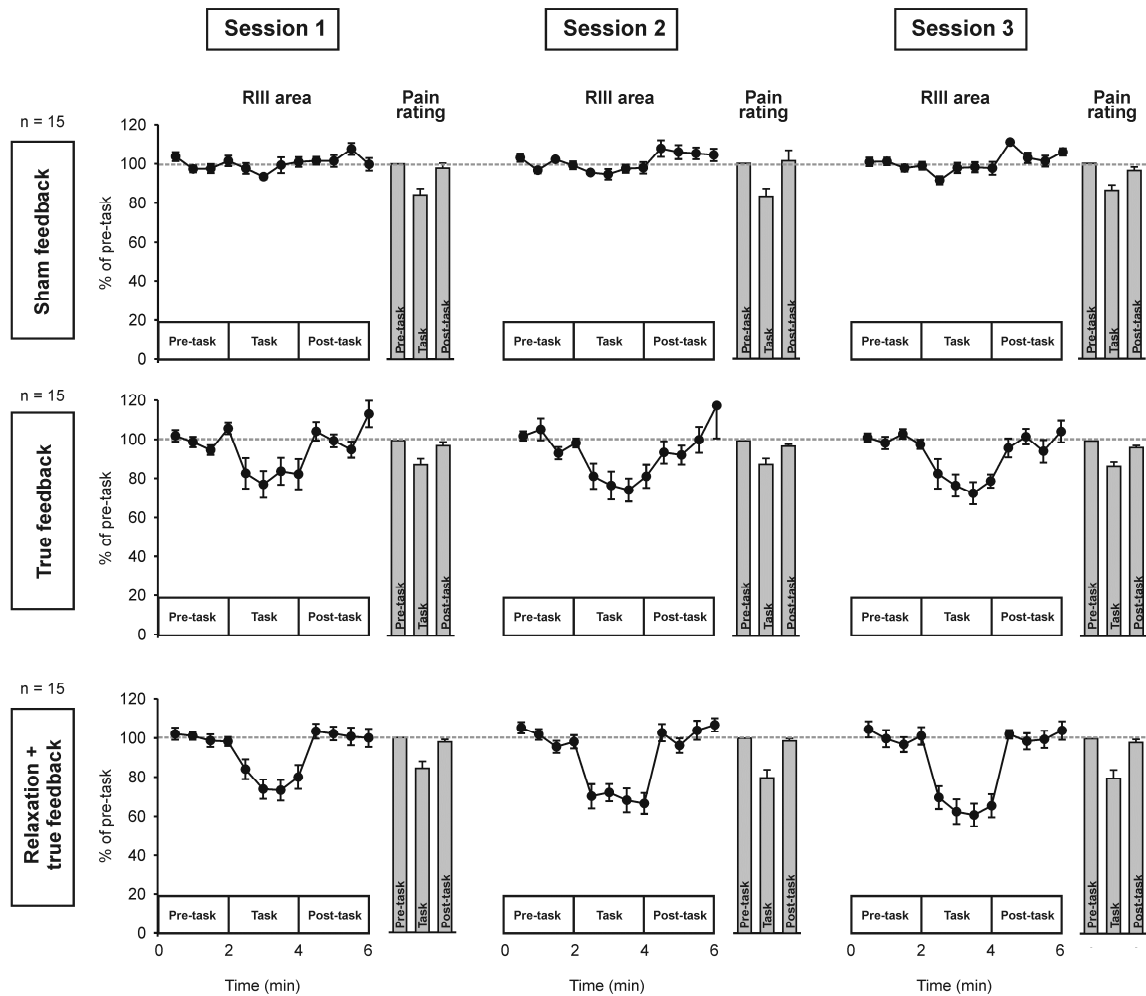 Session 1
Session 2
Session 3
RIII area
Pain rating
RIII area
Pain rating
RIII area
Pain rating
n = 15
Sham feedback
% of pre-task
120
100
80
60
40
20
0
Pre-task Task Post-task
Pre-task
Task
Post-task
Pre-task Task Post-task
Pre-task
Task
Post-task
Pre-task Task Post-task
Pre-task
Task
Post-task
n = 15
True feedback
% of pre-task
120
100
80
60
40
20
0
Pre-task Task Post-task
Pre-task
Task
Post-task
Pre-task Task Post-task
Pre-task
Task
Post-task
Pre-task Task Post-task
Pre-task
Task
Post-task
n = 15
Relaxation +
true feedback
% of pre-task
120
100
80
60
40
20
0
Pre-task Task Post-task
Pre-task
Task
Post-task
Pre-task Task Post-task
Pre-task
Task
Post-task
Pre-task Task Post-task
Pre-task
Task
Post-task
0 2 4 6
0 2 4 6
0 2 4 6
Time (min)
Time (min)
Time (min)